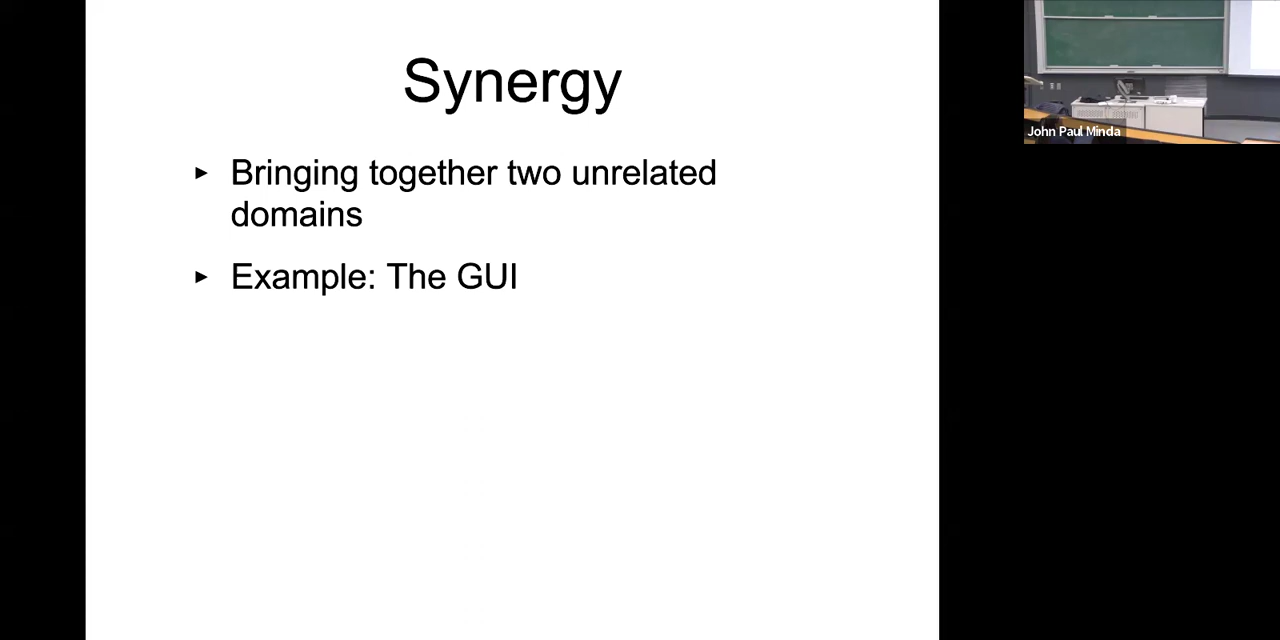 Synergy
► Bringing together two unrelated
domains
► Example: The GUI
John Paul Minda